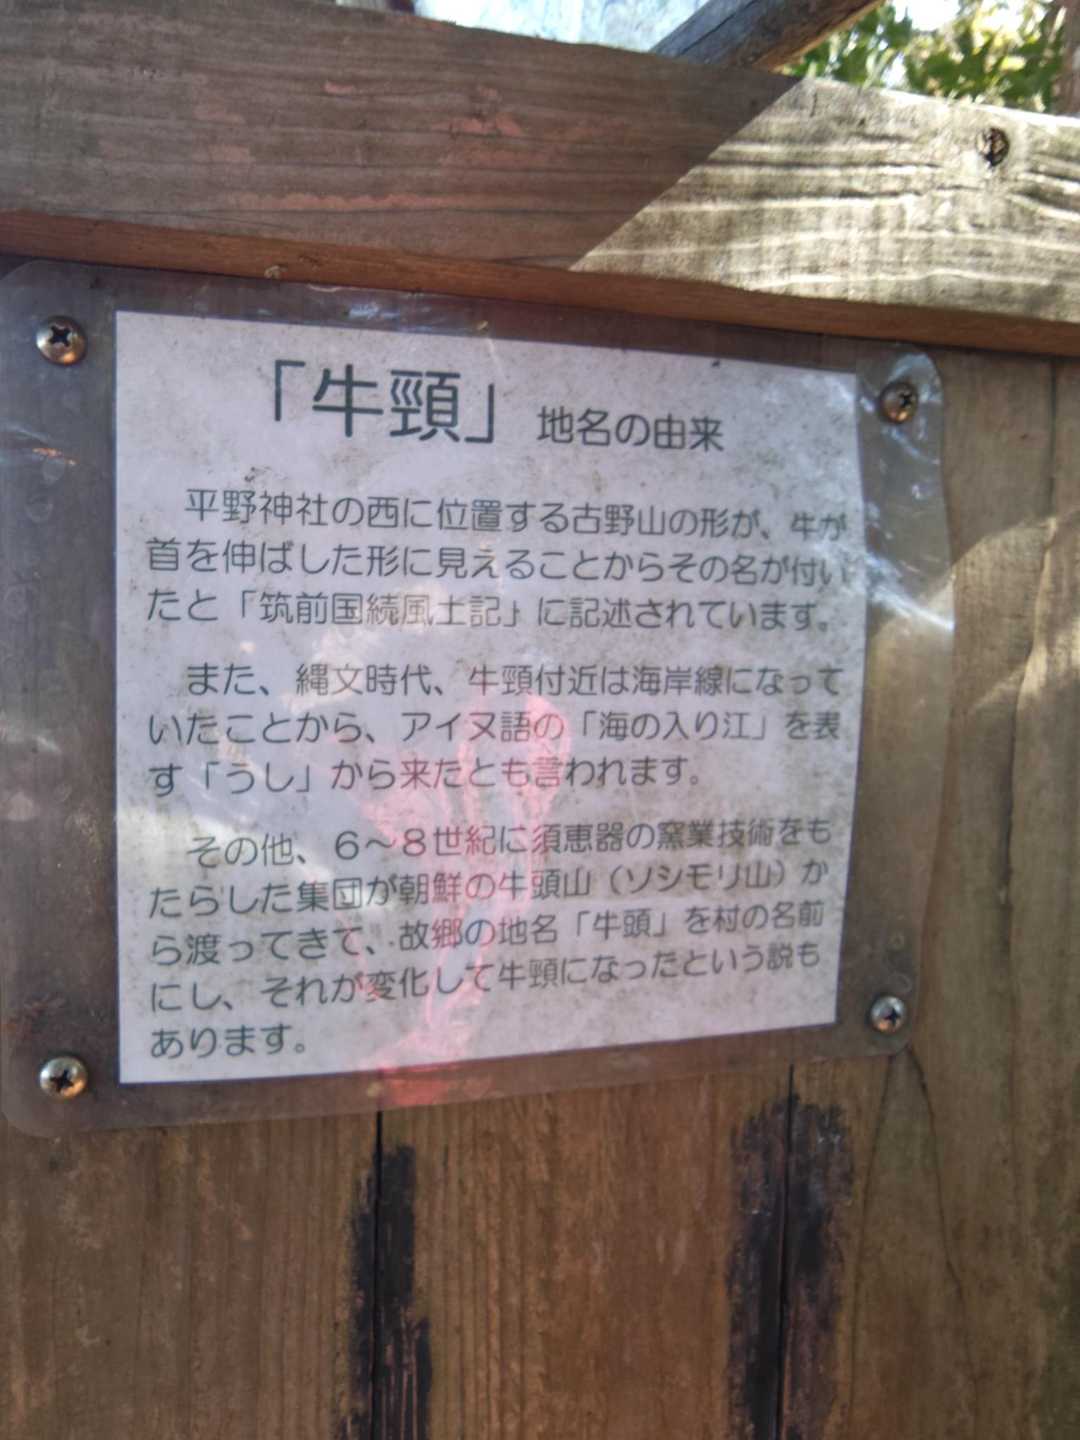 「牛頸」地名の由来
平野神社の西に位置する古野山の形が、牛が
首を伸ばした形に見えることからその名が付い
たと「筑前国続風土記」に記述されています。
また、縄文時代、牛頸付近は海岸線になって
いたことから、アイヌ語の「海の入り江」を表
す「うし」から来たとも言われます。
その他、6～8世紀に須恵器の窯業技術をも
たらした集団が朝鮮の牛頭山（ソシモリ山）か
ら渡ってきて、故郷の地名「牛頭」を村の名前
にし、それが変化して牛頸になったという説も
あります。